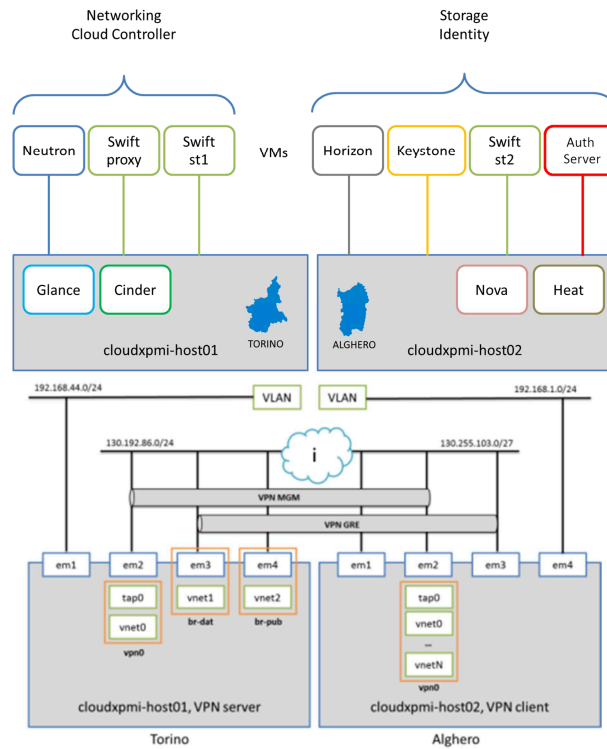 Networking
Cloud Controller
Storage
Identity
Neutron
Swift
proxy
Swift
st1
VMs
Horizon
Keystone
Swift
st2
Auth
Server
Glance
Cinder
TORINO
ALGHERO
Nova
Heat
cloudxpmi-host01
cloudxpmi-host02
192.168.44.0/24
VLAN
VLAN
192.168.1.0/24
130.192.86.0/24
i
130.255.103.0/27
VPN MGM
VPN GRE
em1
em2
em3
em4
em1
em2
em3
em4
tap0
vnet0
vpn0
vnet1
br-dat
vnet2
br-pub
tap0
vnet0
...
vnetN
vpn0
cloudxpmi-host01, VPN server
cloudxpmi-host02, VPN client
Torino
Alghero